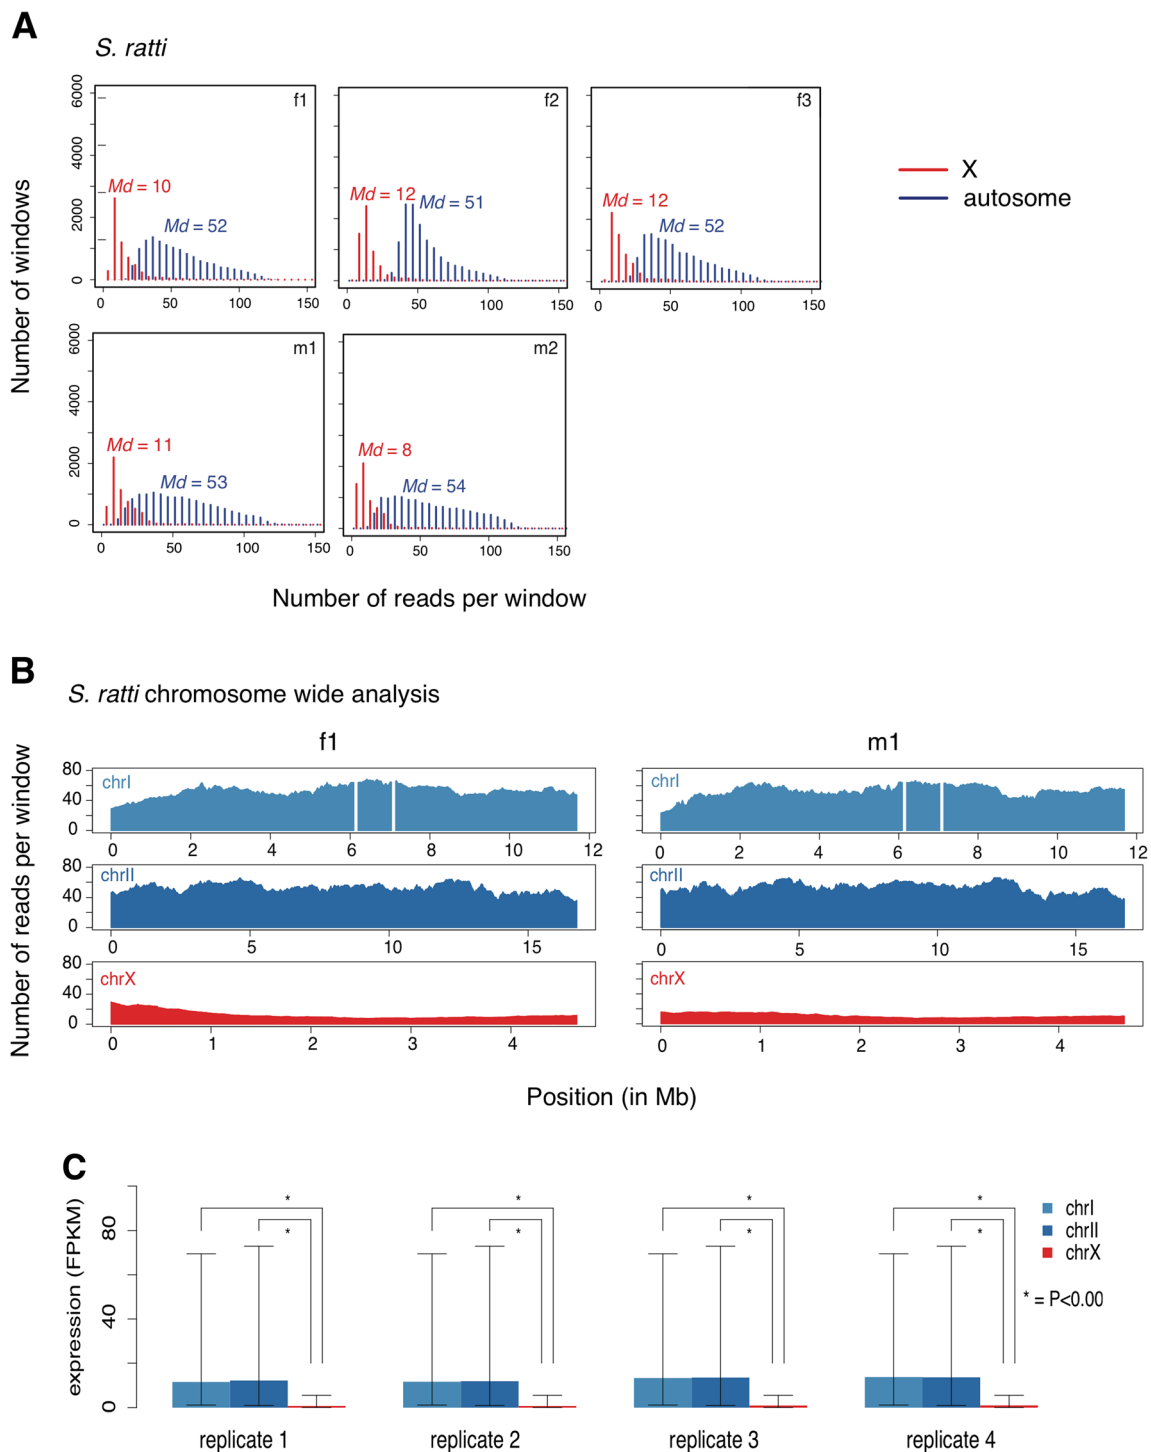 A
S. ratti
Number of windows
6000
4000
2000
0
f1
Md = 10
Md = 52
0 50 100 150
f2
Md = 12
Md = 51
0 50 100 150
f3
Md = 12
Md = 52
0 50 100 150
X
autosome
6000
4000
2000
0
m1
Md = 11
Md = 53
0 50 100 150
m2
Md = 8
Md = 54
0 50 100 150
Number of reads per window
B
S. ratti chromosome wide analysis
Number of reads per window
f1
chrI
80
40
0
0 2 4 6 8 10 12
chrII
80
40
0
0 5 10 15
chrX
80
40
0
0 1 2 3 4
m1
chrI
0 2 4 6 8 10 12
chrII
0 5 10 15
chrX
0 1 2 3 4
Position (in Mb)
C
expression (FPKM)
80
40
0
* * * *
* * * *
chrI
chrII
chrX
* = P<0.00
replicate 1 replicate 2 replicate 3 replicate 4